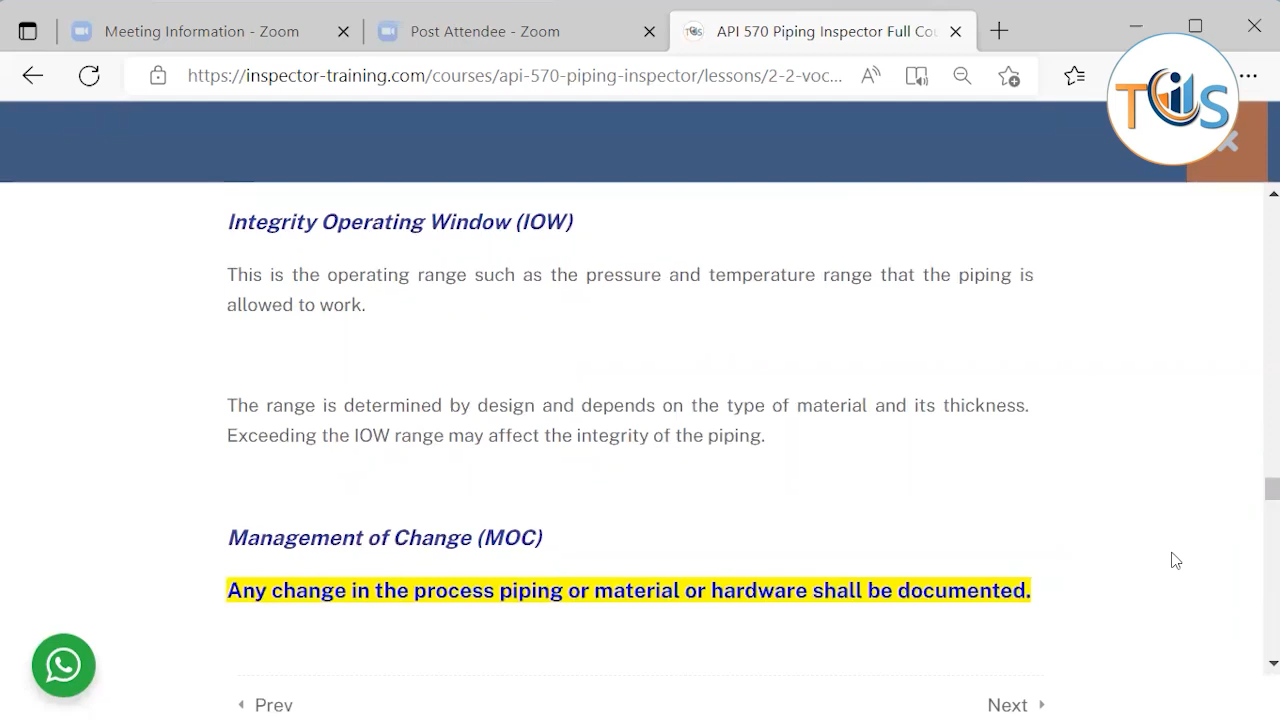 Meeting Information - Zoom
Post Attendee - Zoom
API 570 Piping Inspector Full Cou
https://inspector-training.com/courses/api-570-piping-inspector/lessons/2-2-voc...
TIS
Integrity Operating Window (IOW)
This is the operating range such as the pressure and temperature range that the piping is
allowed to work.
The range is determined by design and depends on the type of material and its thickness.
Exceeding the IOW range may affect the integrity of the piping.
Management of Change (MOC)
Any change in the process piping or material or hardware shall be documented.
Prev
Next